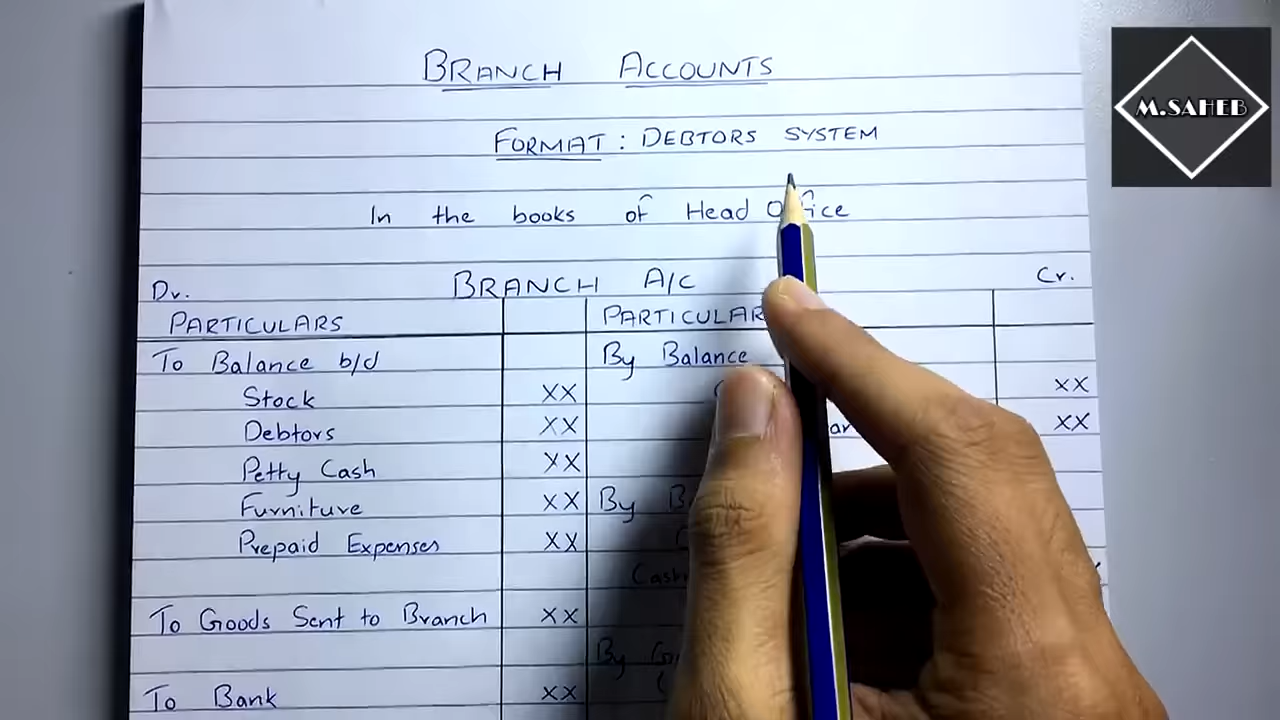 BRANCH ACCOUNTS
M.SAHEB
FORMAT : DEBTORS SYSTEM
In the books of Head Office
Dr. BRANCH A/C Cr.
PARTICULARS
To Balance b/d
Stock XX
Debtors XX
Petty Cash XX
Furniture XX
Prepaid Expenses XX
To Goods Sent to Branch XX
To Bank XX
By Balance
XX
XX
By
By